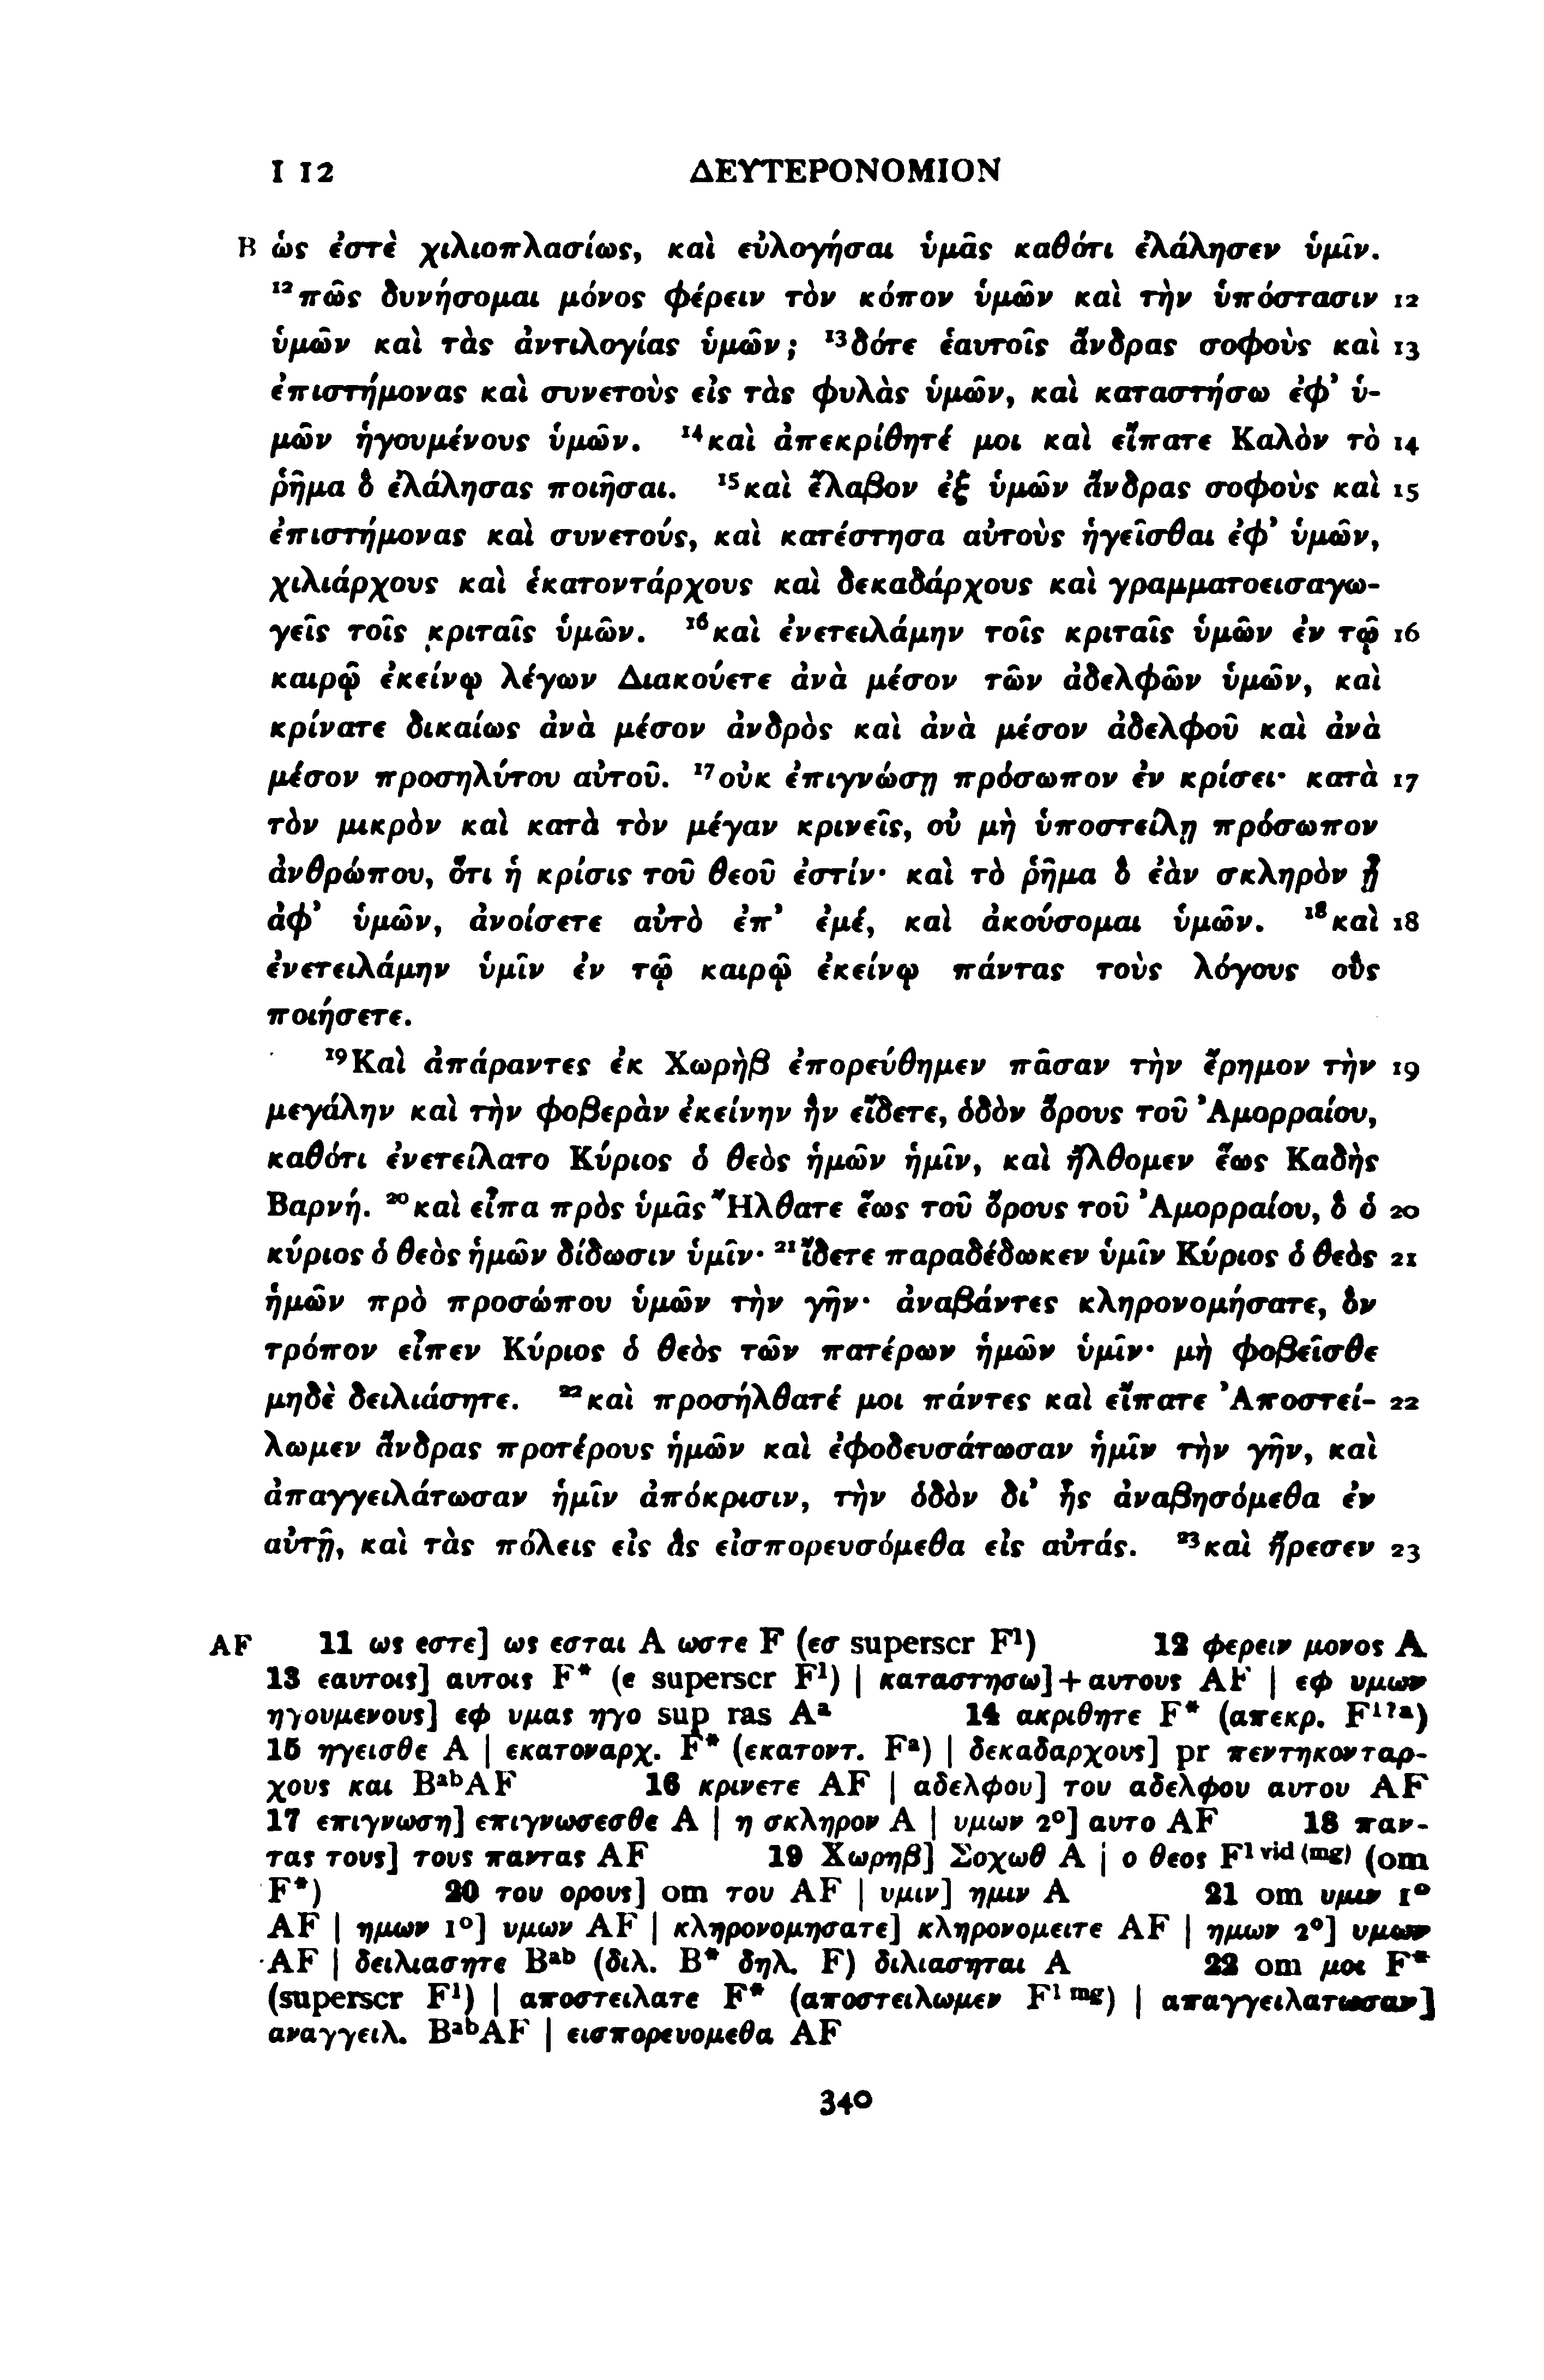 I 12 ΔΕΥΤΕΡΟΝΟΜΙΟΝ
B ὡς ἐστὲ χιλιοπλασίως, καὶ εὐλογήσαι ὑμᾶς καθότι ἐλάλησεν ὑμῖν.
¹²πῶς δυνήσομαι μόνος φέρειν τὸν κόπον ὑμῶν καὶ τὴν ὑπόστασιν 12
ὑμῶν καὶ τὰς ἀντιλογίας ὑμῶν; ¹³δότε ἑαυτοῖς ἄνδρας σοφοὺς καὶ 13
ἐπιστήμονας καὶ συνετοὺς εἰς τὰς φυλὰς ὑμῶν, καὶ καταστήσω ἐφ' ὑ-
μῶν ἡγουμένους ὑμῶν. ¹⁴καὶ ἀπεκρίθητέ μοι καὶ εἴπατε Καλὸν τὸ 14
ῥῆμα ὃ ἐλάλησας ποιῆσαι. ¹⁵καὶ ἔλαβον ἐξ ὑμῶν ἄνδρας σοφοὺς καὶ 15
ἐπιστήμονας καὶ συνετούς, καὶ κατέστησα αὐτοὺς ἡγεῖσθαι ἐφ' ὑμῶν,
χιλιάρχους καὶ ἑκατοντάρχους καὶ δεκαδάρχους καὶ γραμματοεισαγω-
γεῖς τοῖς κριταῖς ὑμῶν. ¹⁶καὶ ἐνετειλάμην τοῖς κριταῖς ὑμῶν ἐν τῷ 16
καιρῷ ἐκείνῳ λέγων Διακούετε ἀνὰ μέσον τῶν ἀδελφῶν ὑμῶν, καὶ
κρίνατε δικαίως ἀνὰ μέσον ἀνδρὸς καὶ ἀνὰ μέσον ἀδελφοῦ καὶ ἀνὰ
μέσον προσηλύτου αὐτοῦ. ¹⁷οὐκ ἐπιγνώσῃ πρόσωπον ἐν κρίσει· κατὰ 17
τὸν μικρὸν καὶ κατὰ τὸν μέγαν κρινεῖς, οὐ μὴ ὑποστείλῃ πρόσωπον
ἀνθρώπου, ὅτι ἡ κρίσις τοῦ θεοῦ ἐστίν· καὶ τὸ ῥῆμα ὃ ἐὰν σκληρὸν ᾖ
ἀφ' ὑμῶν, ἀνοίσετε αὐτὸ ἐπ' ἐμέ, καὶ ἀκούσομαι ὑμῶν. ¹⁸καὶ 18
ἐνετειλάμην ὑμῖν ἐν τῷ καιρῷ ἐκείνῳ πάντας τοὺς λόγους οὓς
ποιήσετε.
¹⁹Καὶ ἀπάραντες ἐκ Χωρὴβ ἐπορεύθημεν πᾶσαν τὴν ἔρημον τὴν 19
μεγάλην καὶ τὴν φοβερὰν ἐκείνην ἣν εἴδετε, ὁδὸν ὄρους τοῦ Ἀμορραίου,
καθότι ἐνετείλατο Κύριος ὁ θεὸς ἡμῶν ἡμῖν, καὶ ἤλθομεν ἕως Καδὴς
Βαρνή. ²⁰καὶ εἶπα πρὸς ὑμᾶς Ἤλθατε ἕως τοῦ ὄρους τοῦ Ἀμορραίου, ὃ ὁ 20
κύριος ὁ θεὸς ἡμῶν δίδωσιν ὑμῖν· ²¹ἴδετε παραδέδωκεν ὑμῖν Κύριος ὁ θεὸς 21
ἡμῶν πρὸ προσώπου ὑμῶν τὴν γῆν· ἀναβάντες κληρονομήσατε, ὃν
τρόπον εἶπεν Κύριος ὁ θεὸς τῶν πατέρων ἡμῶν ὑμῖν· μὴ φοβεῖσθε
μηδὲ δειλιάσητε. ²²καὶ προσήλθατέ μοι πάντες καὶ εἴπατε Ἀποστεί- 22
λωμεν ἄνδρας προτέρους ἡμῶν καὶ ἐφοδευσάτωσαν ἡμῖν τὴν γῆν, καὶ
ἀπαγγειλάτωσαν ἡμῖν ἀπόκρισιν, τὴν ὁδὸν δι' ἧς ἀναβησόμεθα ἐν
αὐτῇ, καὶ τὰς πόλεις εἰς ἃς εἰσπορευσόμεθα εἰς αὐτάς. ²³καὶ ἤρεσεν 23
AF 11 ως εστε] ως εσται A ωστε F (εσ superscr F¹) 12 φερειν μονος A
13 εαυτοις] αυτοις F* (ε superscr F¹) | καταστησω]+αυτους AF | εφ υμων
ηγουμενους] εφ υμας ηγο sup ras Aᵃ 14 ακριθητε F* (απεκρ. F¹?ᵃ)
15 ηγεισθε A | εκατοναρχ. F* (εκατοντ. Fᵃ) | δεκαδαρχους] pr πεντηκονταρ-
χους και BᵃᵇAF 16 κρινετε AF | αδελφου] του αδελφου αυτου AF
17 επιγνωση] επιγνωσεσθε A | η σκληρον A | υμων 2°] αυτο AF 18 παν-
τας τους] τους παντας AF 19 Χωρηβ] Σοχωθ A | ο θεος F¹ ᵛⁱᵈ ⁽ᵐᵍ⁾ (om
F*) 20 του ορους] om του AF | υμιν] ημιν A 21 om υμιν 1°
AF | ημων 1°] υμων AF | κληρονομησατε] κληρονομειτε AF | ημων 2°] υμων
AF | δειλιασητε Bᵃᵇ (διλ. B* δηλ. F) διλιασηται A 22 om μοι F*
(superscr F¹) | αποστειλατε F* (αποστειλωμεν F¹ ᵐᵍ) | απαγγειλατωσαν]
αναγγειλ. BᵃᵇAF | εισπορευομεθα AF
340